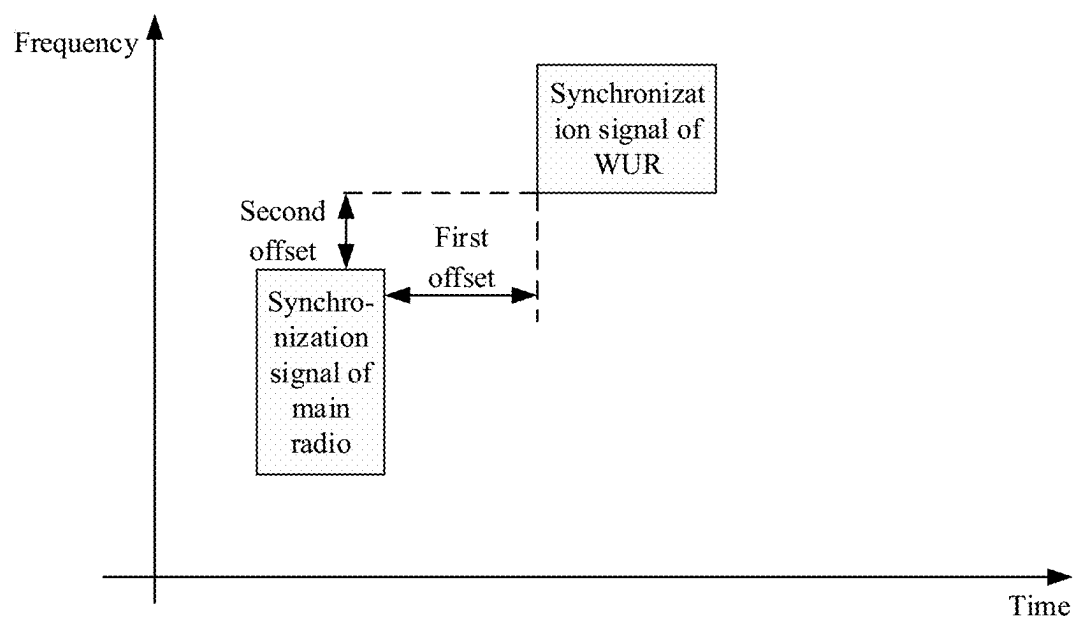 Frequency
Synchronizat
ion signal of
WUR
Second
offset
First
offset
Synchro-
nization
signal of
main
radio
Time